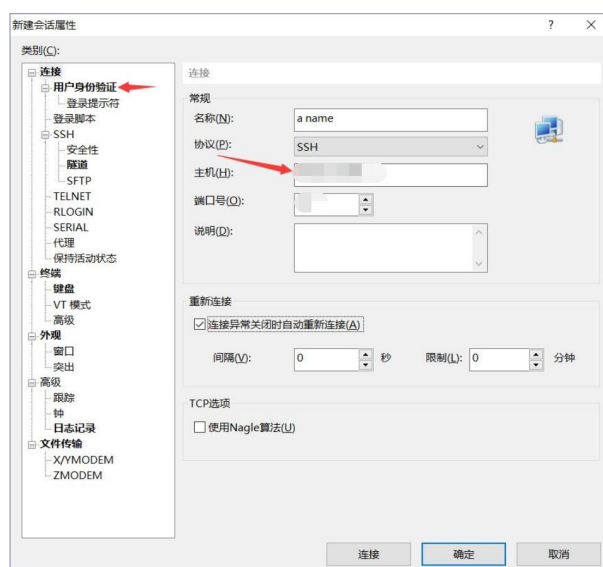 新建会话属性
? ×
类别(C):
连接
用户身份验证
登录提示符
登录脚本
SSH
安全性
隧道
SFTP
TELNET
RLOGIN
SERIAL
代理
保持活动状态
终端
键盘
VT 模式
高级
外观
窗口
突出
高级
跟踪
钟
日志记录
文件传输
X/YMODEM
ZMODEM
连接
常规
名称(N): a name
协议(P): SSH
主机(H):
端口号(O):
说明(D):
重新连接
连接异常关闭时自动重新连接(A)
间隔(V): 0 秒 限制(L): 0 分钟
TCP选项
使用Nagle算法(U)
连接 确定 取消